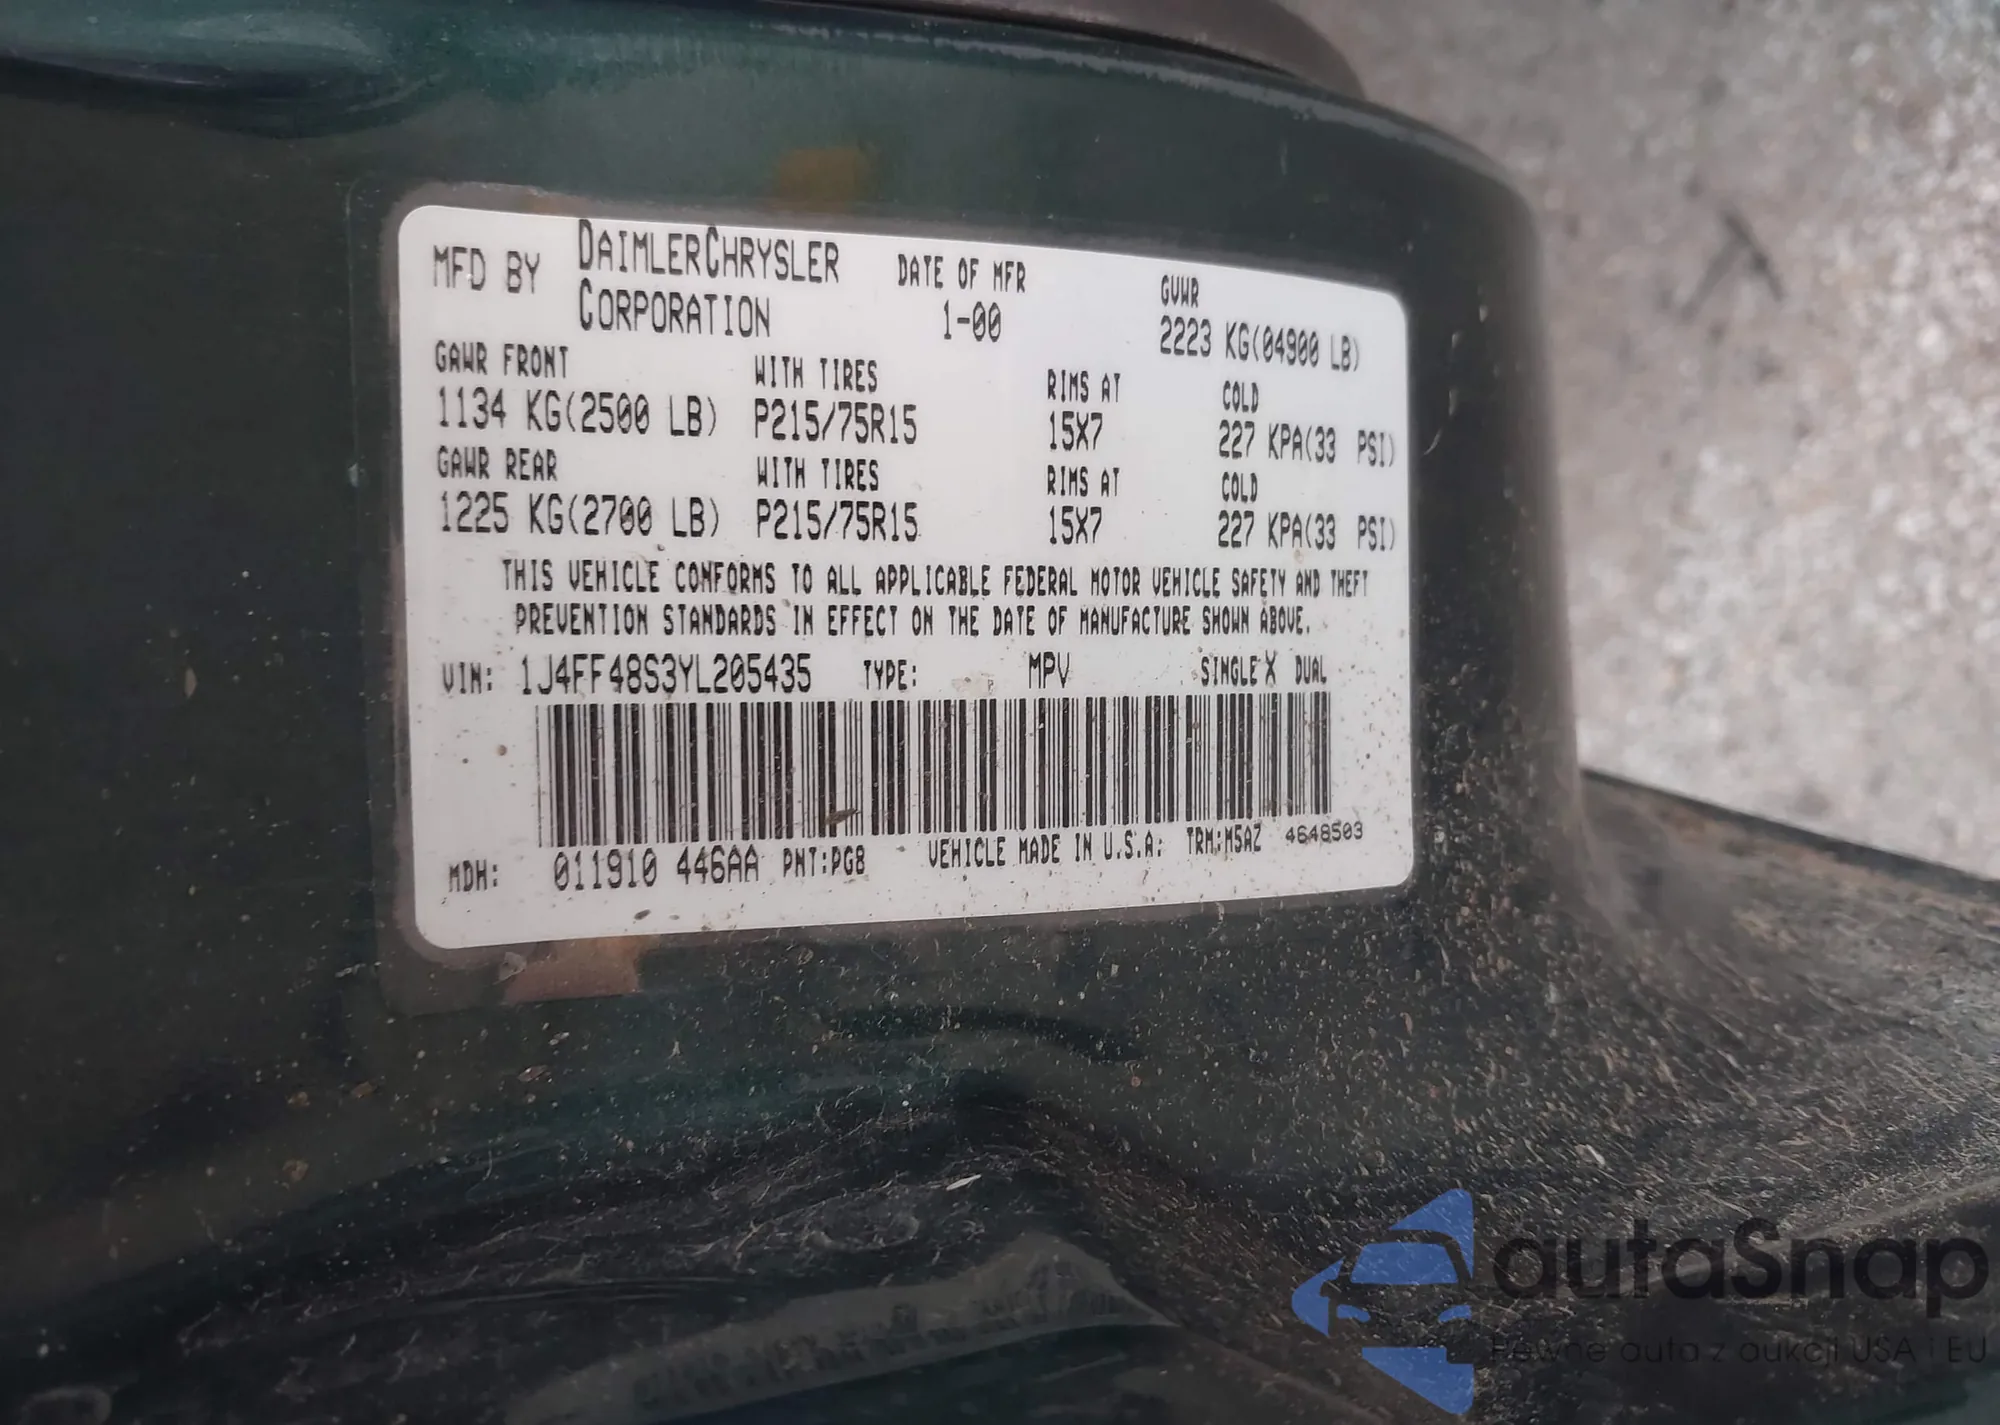 MFD BY DAIMLERCHRYSLER CORPORATION DATE OF MFR 1-00 GVWR 2223 KG(04900 LB)
GAWR FRONT WITH TIRES RIMS AT COLD
1134 KG(2500 LB) P215/75R15 15X7 227 KPA(33 PSI)
GAWR REAR WITH TIRES RIMS AT COLD
1225 KG(2700 LB) P215/75R15 15X7 227 KPA(33 PSI)
THIS VEHICLE CONFORMS TO ALL APPLICABLE FEDERAL MOTOR VEHICLE SAFETY AND THEFT
PREVENTION STANDARDS IN EFFECT ON THE DATE OF MANUFACTURE SHOWN ABOVE.
VIN: 1J4FF48S3YL205435 TYPE: MPV SINGLE X DUAL
MDH: 011910 446AA PNT:PG8 VEHICLE MADE IN U.S.A: TRM:M5AZ 4648503
autaSnap
Pewne auta z aukcji USA i EU